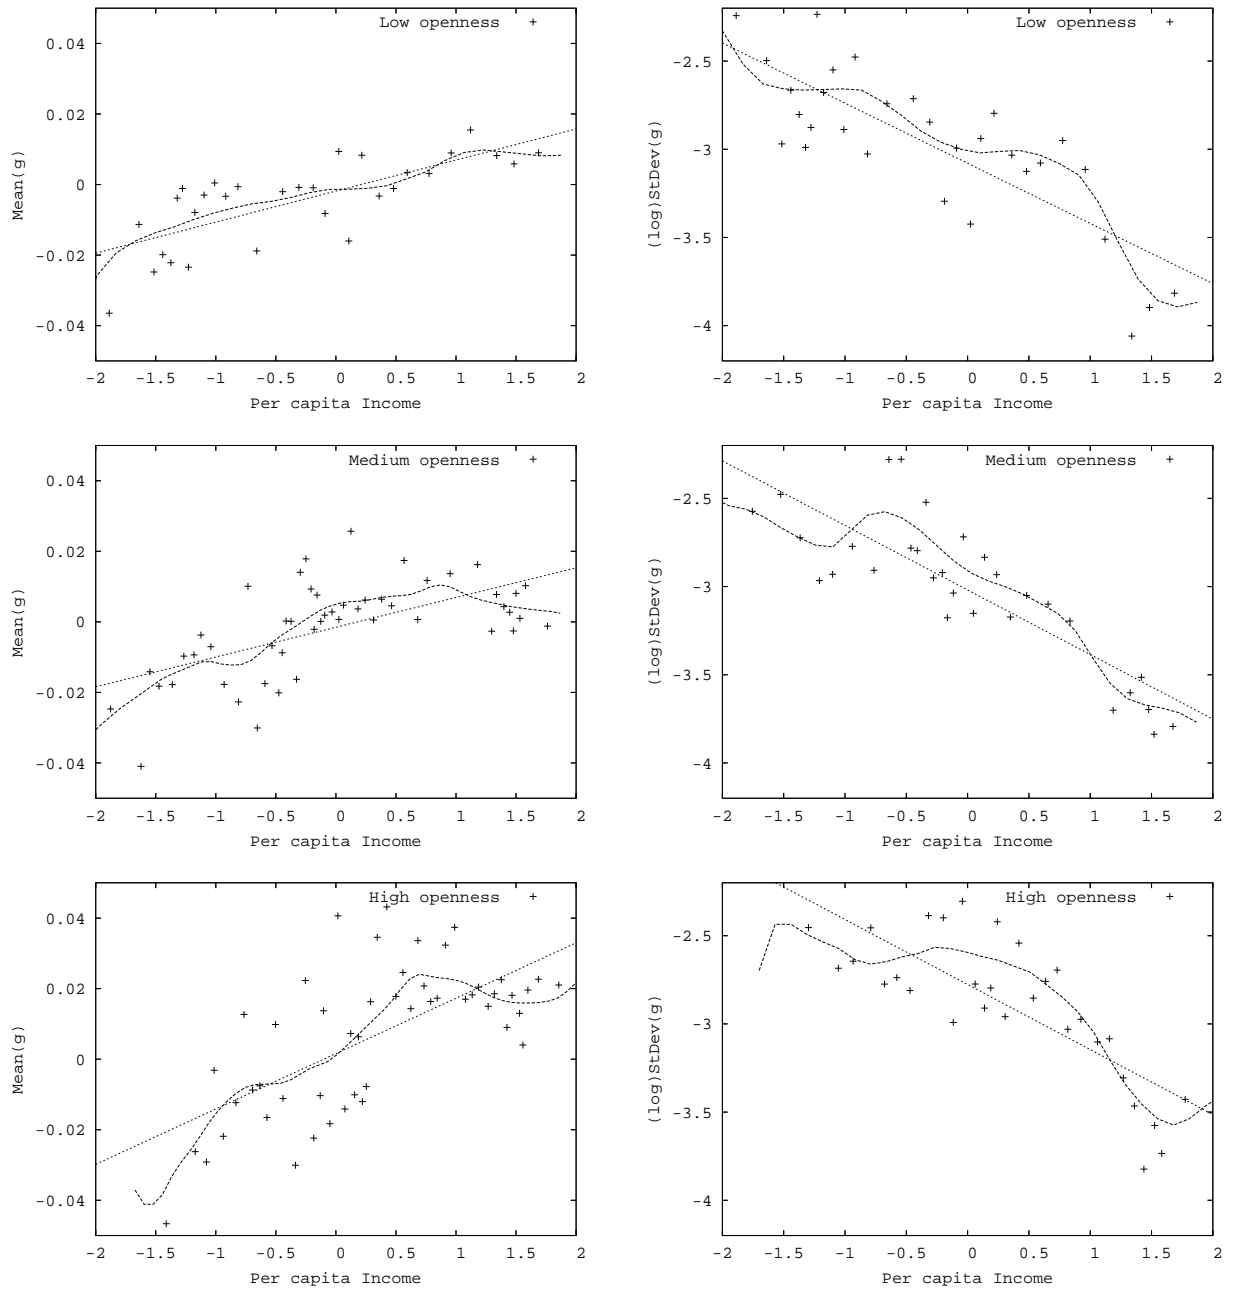 Low openness
0.04
0.02
0
-0.02
-0.04
Mean(g)
-2 -1.5 -1 -0.5 0 0.5 1 1.5 2
Per capita Income
Low openness
-2.5
-3
-3.5
-4
(log)StDev(g)
-2 -1.5 -1 -0.5 0 0.5 1 1.5 2
Per capita Income
Medium openness
0.04
0.02
0
-0.02
-0.04
Mean(g)
-2 -1.5 -1 -0.5 0 0.5 1 1.5 2
Per capita Income
Medium openness
-2.5
-3
-3.5
-4
(log)StDev(g)
-2 -1.5 -1 -0.5 0 0.5 1 1.5 2
Per capita Income
High openness
0.04
0.02
0
-0.02
-0.04
Mean(g)
-2 -1.5 -1 -0.5 0 0.5 1 1.5 2
Per capita Income
High openness
-2.5
-3
-3.5
-4
(log)StDev(g)
-2 -1.5 -1 -0.5 0 0.5 1 1.5 2
Per capita Income